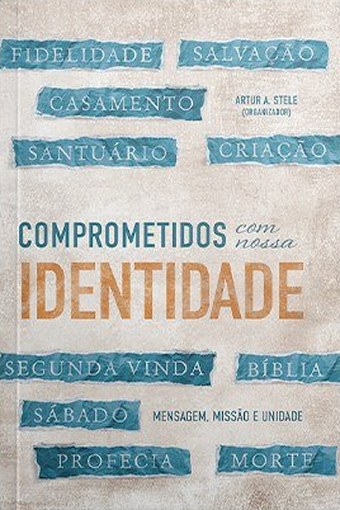 FIDELIDADE SALVAÇÃO
CASAMENTO
ARTUR A. STELE
(ORGANIZADOR)
SANTUÁRIO CRIAÇÃO
COMPROMETIDOS com nossa
IDENTIDADE
SEGUNDA VINDA BÍBLIA
SÁBADO MENSAGEM, MISSÃO E UNIDADE
PROFECIA MORTE